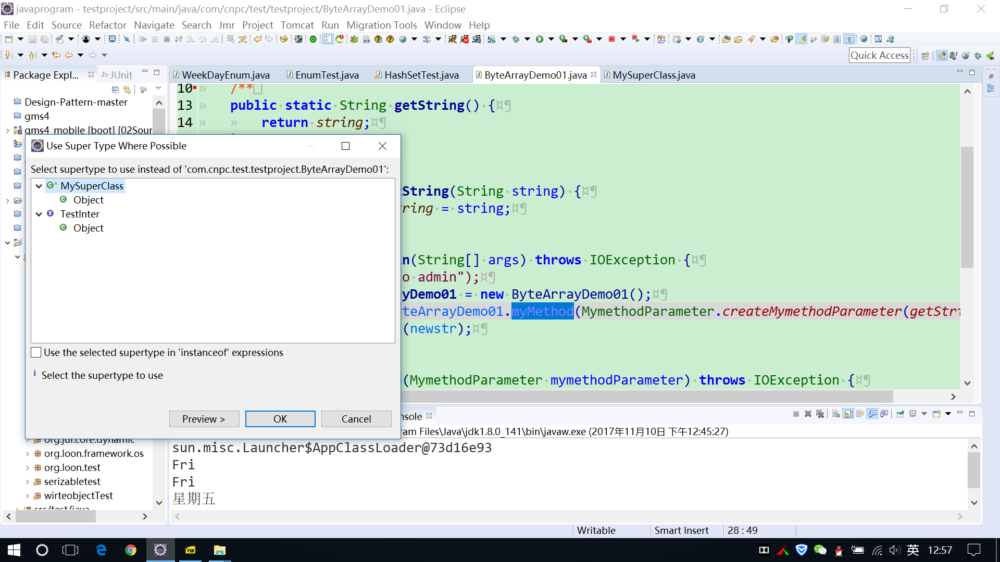 javaprogram - testproject/src/main/java/com/cnpc/test/testproject/ByteArrayDemo01.java - Eclipse
File Edit Source Refactor Navigate Search Jmr Project Tomcat Run Migration Tools Window Help
Quick Access
Package Expl...
JUnit
WeekDayEnum.java
EnumTest.java
HashSetTest.java
ByteArrayDemo01.java
MySuperClass.java
Design-Pattern-master
gms4
gms4_mobile [boot] [02Sour
10 /**
13 public static String getString() {¤¶
14 return string;¤¶
Use Super Type Where Possible
Select supertype to use instead of 'com.cnpc.test.testproject.ByteArrayDemo01':
MySuperClass
Object
TestInter
Object
Use the selected supertype in 'instanceof' expressions
Select the supertype to use
Preview >
OK
Cancel
String(String string) {¤¶
ring = string;¤¶
n(String[] args) throws IOException {¤¶
o admin");¤¶
yDemo01 = new ByteArrayDemo01();¤¶
teArrayDemo01.myMethod(MymethodParameter.createMymethodParameter(getStri
(newstr);¤¶
(MymethodParameter mymethodParameter) throws IOException {¤¶
nsole
ram Files\Java\jdk1.8.0_141\bin\javaw.exe (2017年11月10日 下午12:45:27)
sun.misc.Launcher$AppClassLoader@73d16e93
Fri
Fri
星期五
org.jui.core.dynamic
org.loon.framework.os
org.loon.test
serizabletest
wirteobjectTest
src/test/java
Writable
Smart Insert
28 : 49
英
12:57